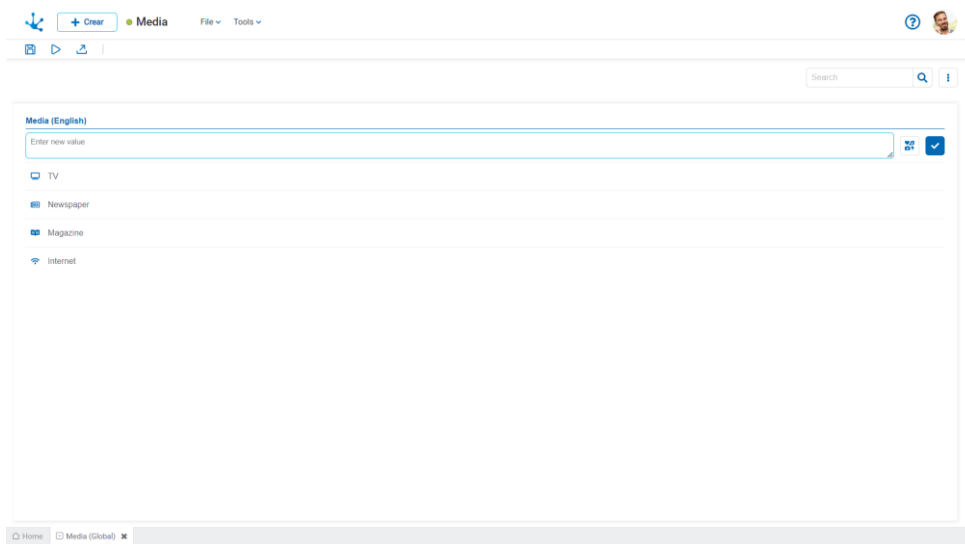 Crear Media File Tools
Search
Media (English)
Enter new value
TV
Newspaper
Magazine
Internet
Home Media (Global)